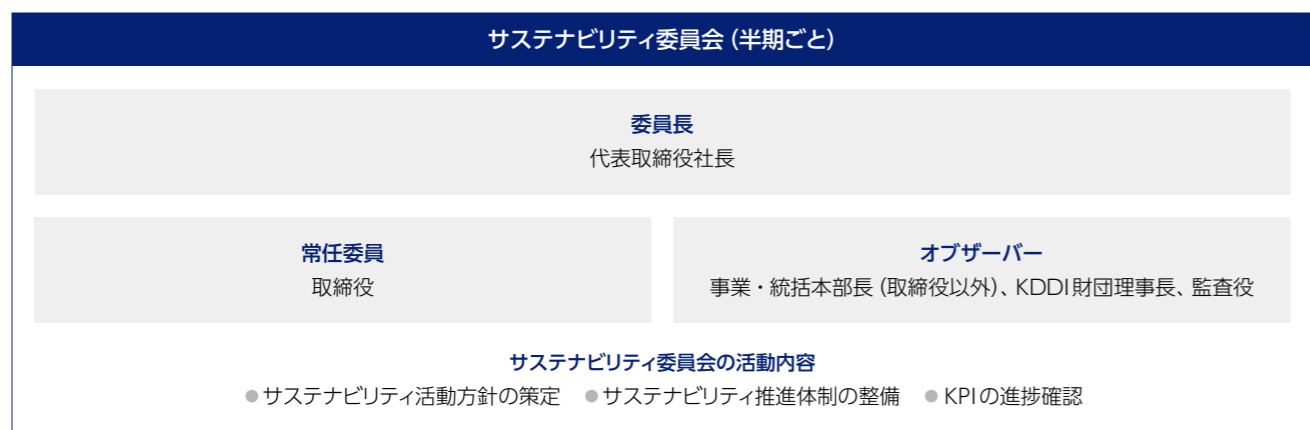 サステナビリティ委員会（半期ごと）
委員長
代表取締役社長
常任委員
取締役
オブザーバー
事業・統括本部長（取締役以外）、KDDI財団理事長、監査役
サステナビリティ委員会の活動内容
●サステナビリティ活動方針の策定 ●サステナビリティ推進体制の整備 ●KPIの進捗確認